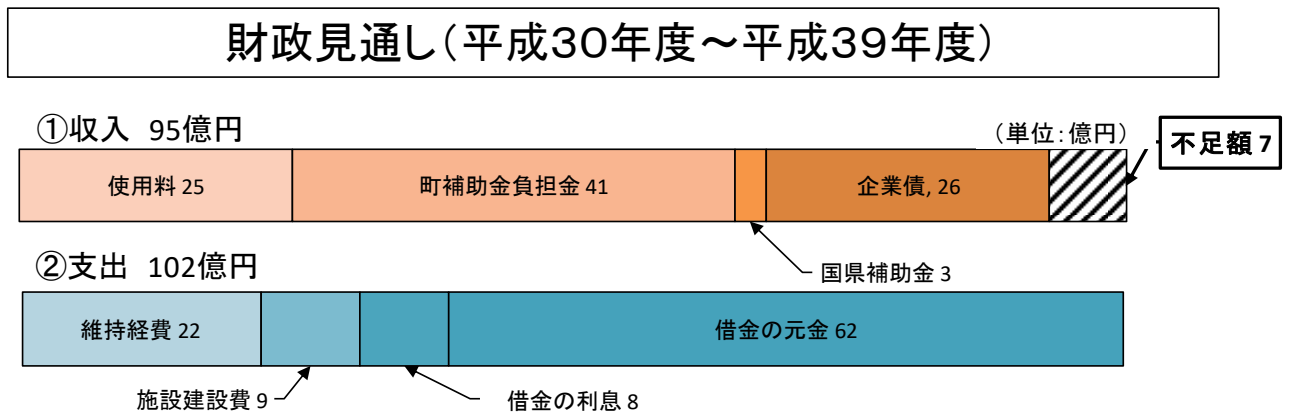 財政見通し（平成３０年度～平成３９年度）
①収入 95億円
（単位：億円）
不足額 7
使用料 25
町補助金負担金 41
企業債, 26
国県補助金 3
②支出 102億円
維持経費 22
借金の元金 62
施設建設費 9
借金の利息 8